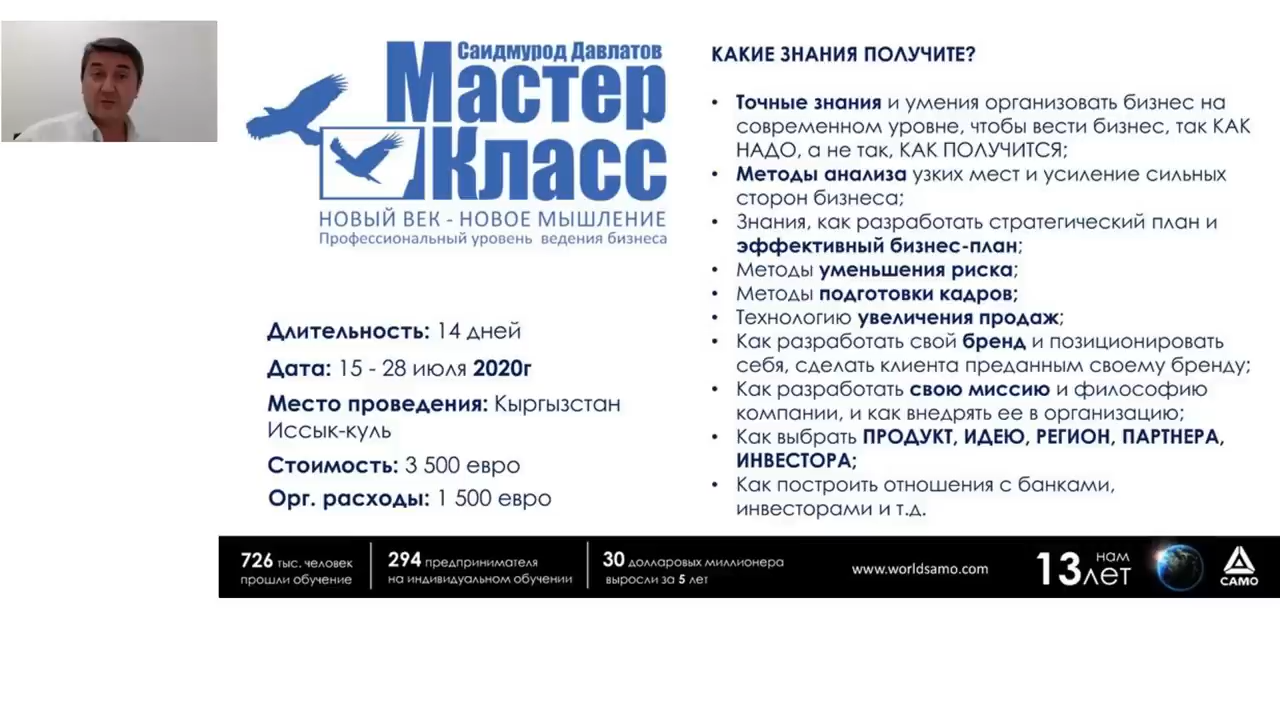 Саидмурод Давлатов
Мастер
Класс
НОВЫЙ ВЕК - НОВОЕ МЫШЛЕНИЕ
Профессиональный уровень ведения бизнеса
Длительность: 14 дней
Дата: 15 - 28 июля 2020г
Место проведения: Кыргызстан
Иссык-куль
Стоимость: 3 500 евро
Орг. расходы: 1 500 евро
КАКИЕ ЗНАНИЯ ПОЛУЧИТЕ?
• Точные знания и умения организовать бизнес на
современном уровне, чтобы вести бизнес, так КАК
НАДО, а не так, КАК ПОЛУЧИТСЯ;
• Методы анализа узких мест и усиление сильных
сторон бизнеса;
• Знания, как разработать стратегический план и
эффективный бизнес-план;
• Методы уменьшения риска;
• Методы подготовки кадров;
• Технологию увеличения продаж;
• Как разработать свой бренд и позиционировать
себя, сделать клиента преданным своему бренду;
• Как разработать свою миссию и философию
компании, и как внедрять ее в организацию;
• Как выбрать ПРОДУКТ, ИДЕЮ, РЕГИОН, ПАРТНЕРА,
ИНВЕСТОРА;
• Как построить отношения с банками,
инвесторами и т.д.
726 тыс. человек
прошли обучение
294 предпринимателя
на индивидуальном обучении
30 долларовых миллионера
выросли за 5 лет
www.worldsamo.com
13 нам
лет
САМО